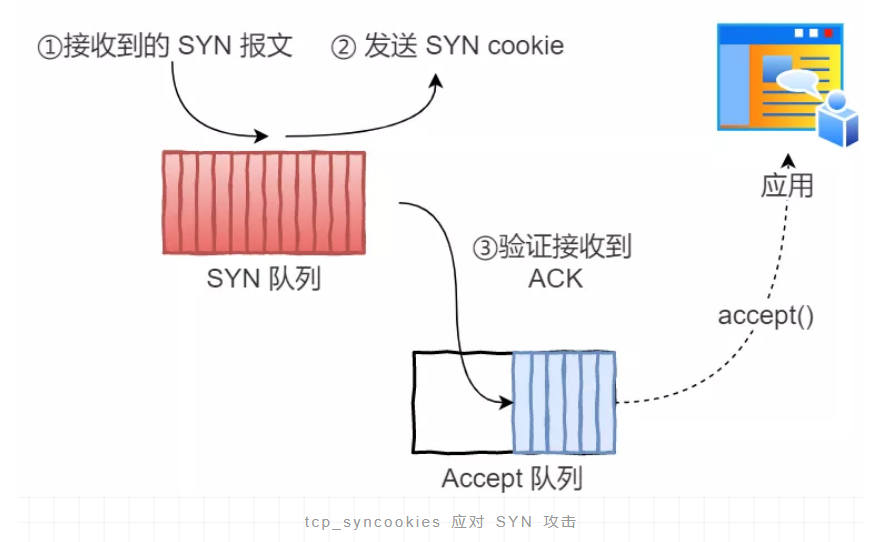 ①接收到的 SYN 报文
② 发送 SYN cookie
应用
SYN 队列
③验证接收到
ACK
accept()
Accept 队列
tcp_syncookies 应对 SYN 攻击